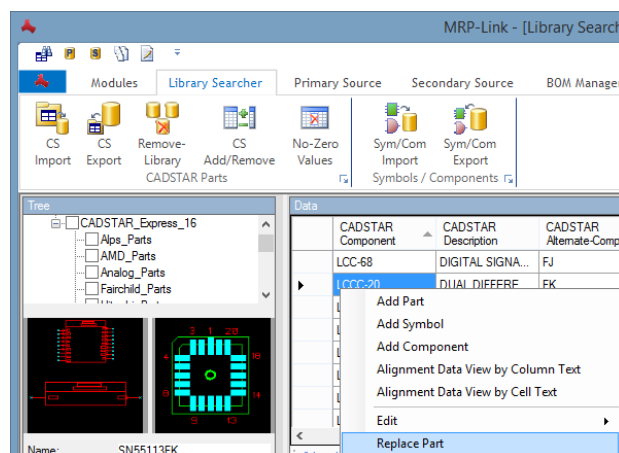 MRP-Link - [Library Search
P S
Modules Library Searcher Primary Source Secondary Source BOM Manager
CS Import CS Export Remove-Library CS Add/Remove No-Zero Values Sym/Com Import Sym/Com Export
CADSTAR Parts Symbols / Components
Tree
CADSTAR_Express_16
Alps_Parts
AMD_Parts
Analog_Parts
Fairchild_Parts
3 1 20
4 18
8 14
9 13
Name: SN55113FK
Data
CADSTAR Component CADSTAR Description CADSTAR Alternate-Comp
LCC-68 DIGITAL SIGNA... FJ
LCCC-20 DUAL DIFFERE... FK
Add Part
Add Symbol
Add Component
Alignment Data View by Column Text
Alignment Data View by Cell Text
Edit
Replace Part